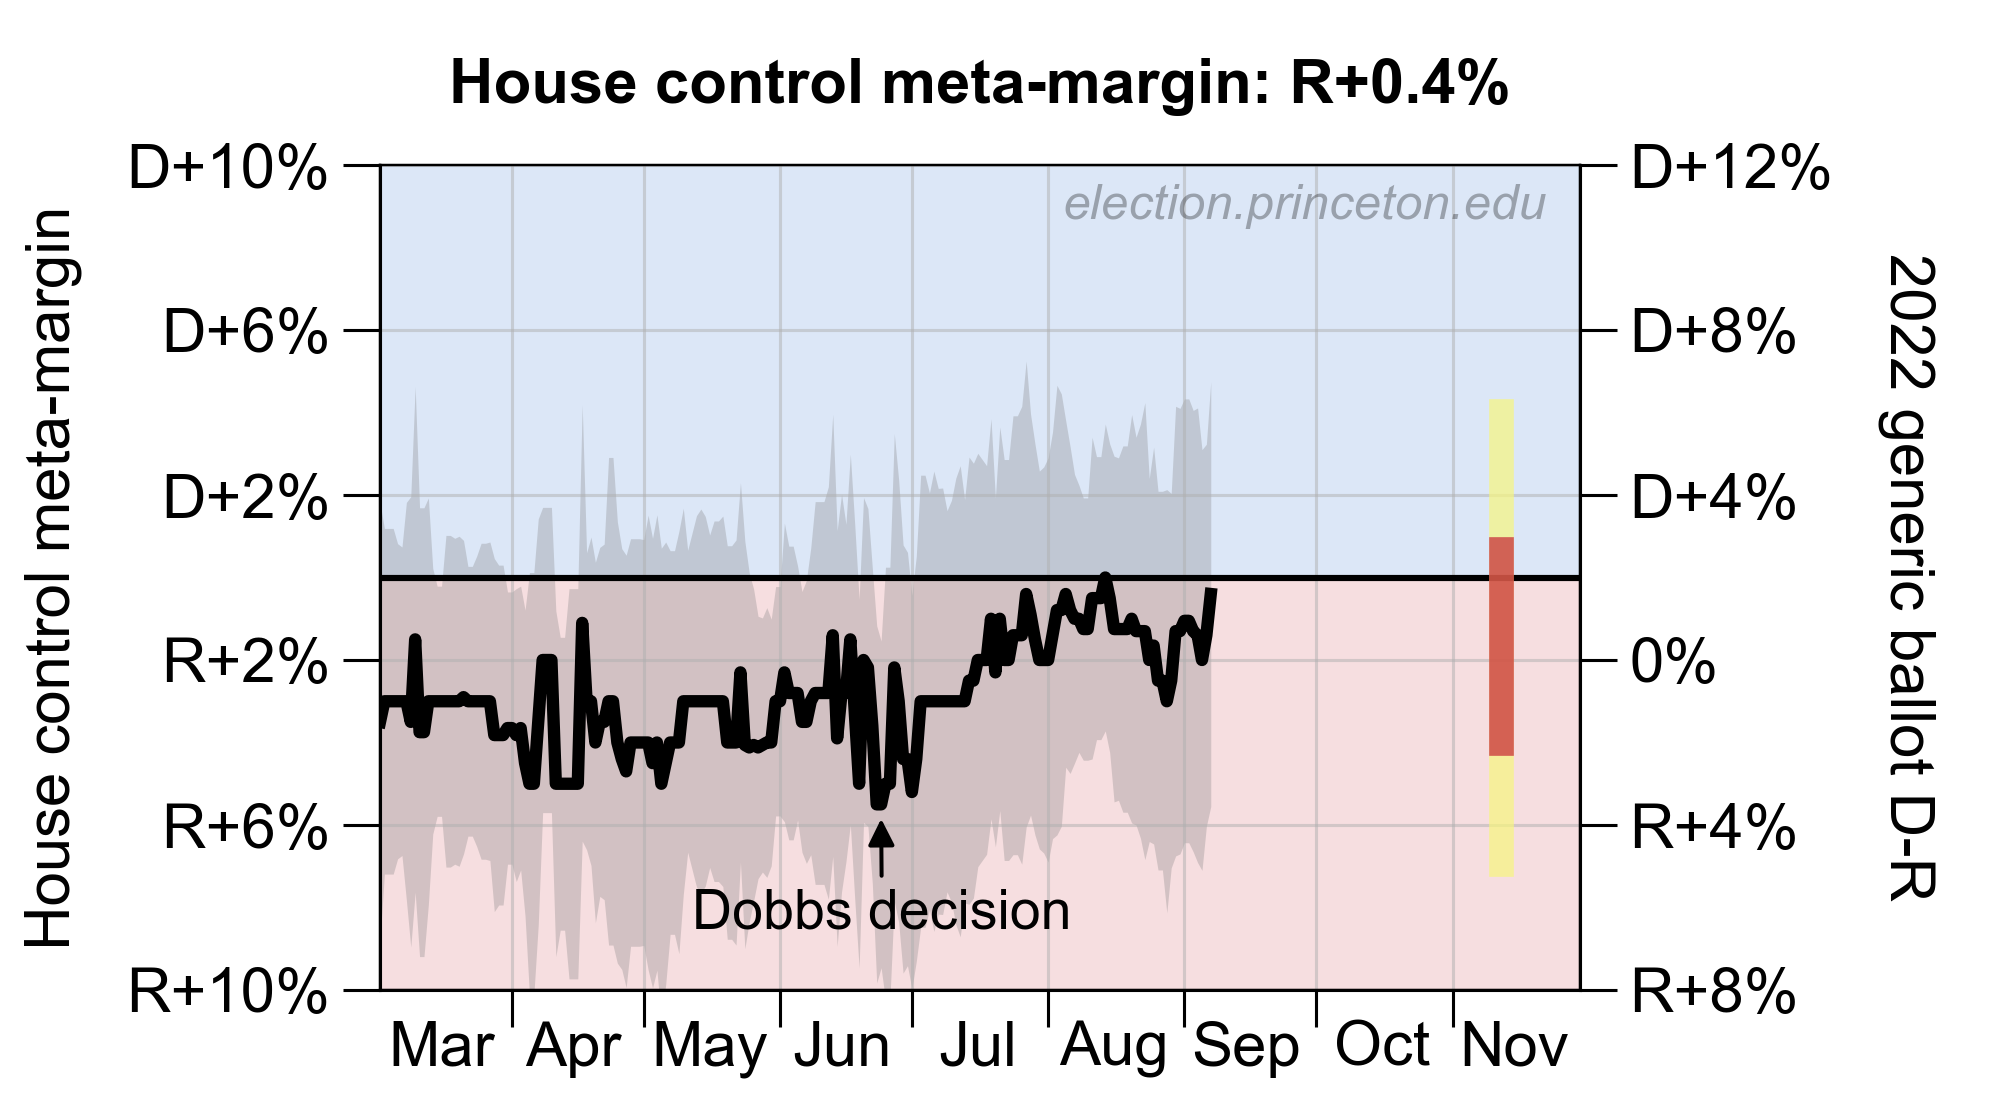 House control meta-margin: R+0.4%
election.princeton.edu
House control meta-margin
D+10%
D+6%
D+2%
R+2%
R+6%
R+10%
D+12%
D+8%
D+4%
0%
R+4%
R+8%
2022 generic ballot D-R
Dobbs decision
Mar Apr May Jun Jul Aug Sep Oct Nov